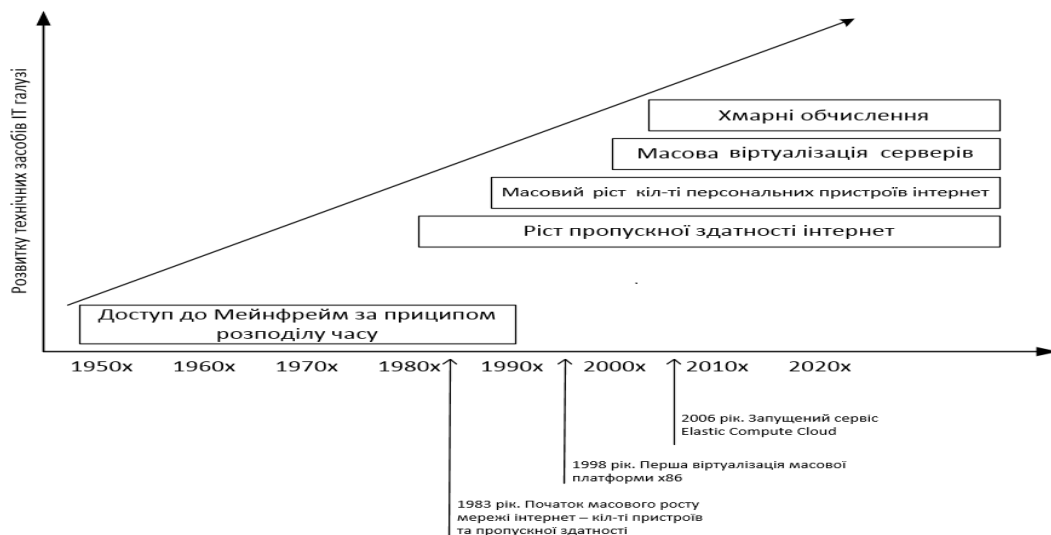 Розвитку технічних засобів ІТ галузі
Хмарні обчислення
Масова віртуалізація серверів
Масовий ріст кіл-ті персональних пристроїв інтернет
Ріст пропускної здатності інтернет
Доступ до Мейнфрейм за приципом
розподілу часу
1950х 1960х 1970х 1980х 1990х 2000х 2010х 2020х
2006 рік. Запущений сервіс
Elastic Compute Cloud
1998 рік. Перша віртуалізація масової
платформи х86
1983 рік. Початок масового росту
мережі інтернет – кіл-ті пристроїв
та пропускної здатності